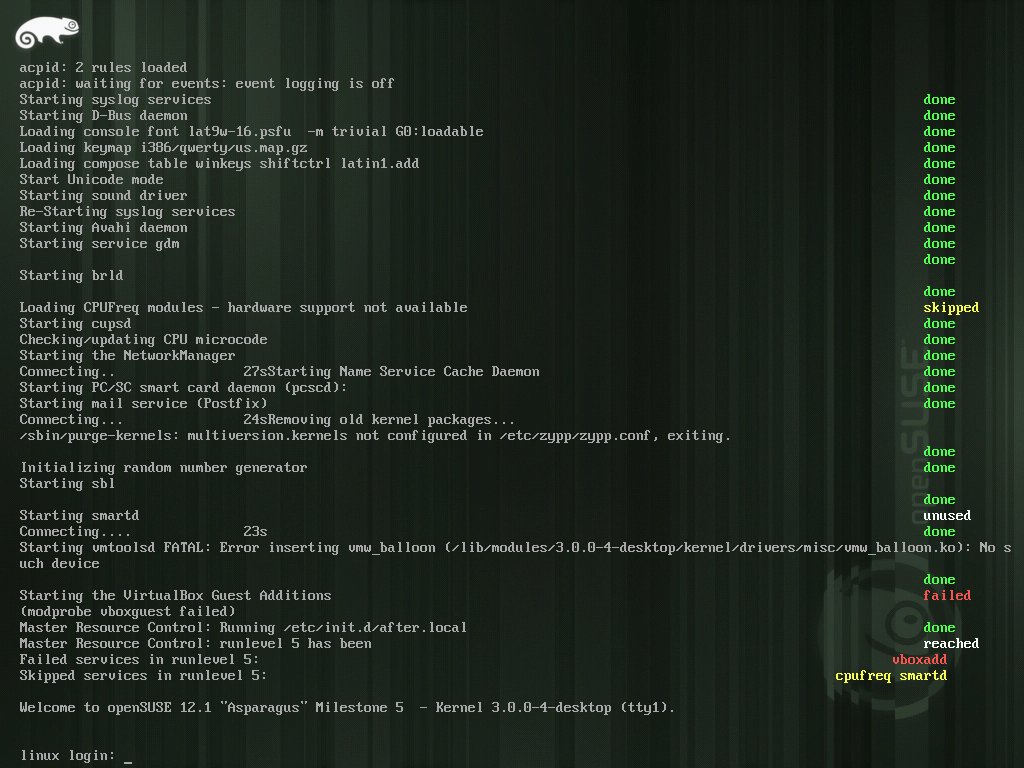 acpid: 2 rules loaded
acpid: waiting for events: event logging is off
Starting syslog services done
Starting D-Bus daemon done
Loading console font lat9w-16.psfu  -m trivial G0:loadable done
Loading keymap i386/qwerty/us.map.gz done
Loading compose table winkeys shiftctrl latin1.add done
Start Unicode mode done
Starting sound driver done
Re-Starting syslog services done
Starting Avahi daemon done
Starting service gdm done
done
Starting brld
done
Loading CPUFreq modules - hardware support not available skipped
Starting cupsd done
Checking/updating CPU microcode done
Starting the NetworkManager done
Connecting.. 27sStarting Name Service Cache Daemon done
Starting PC/SC smart card daemon (pcscd): done
Starting mail service (Postfix) done
Connecting... 24sRemoving old kernel packages...
/sbin/purge-kernels: multiversion.kernels not configured in /etc/zypp/zypp.conf, exiting.
done
Initializing random number generator done
Starting sbl
done
Starting smartd unused
Connecting.... 23s done
Starting vmtoolsd FATAL: Error inserting vmw_balloon (/lib/modules/3.0.0-4-desktop/kernel/drivers/misc/vmw_balloon.ko): No s
uch device
done
Starting the VirtualBox Guest Additions failed
(modprobe vboxguest failed)
Master Resource Control: Running /etc/init.d/after.local done
Master Resource Control: runlevel 5 has been reached
Failed services in runlevel 5: vboxadd
Skipped services in runlevel 5: cpufreq smartd
Welcome to openSUSE 12.1 "Asparagus" Milestone 5  - Kernel 3.0.0-4-desktop (tty1).
linux login: _
openSUSE